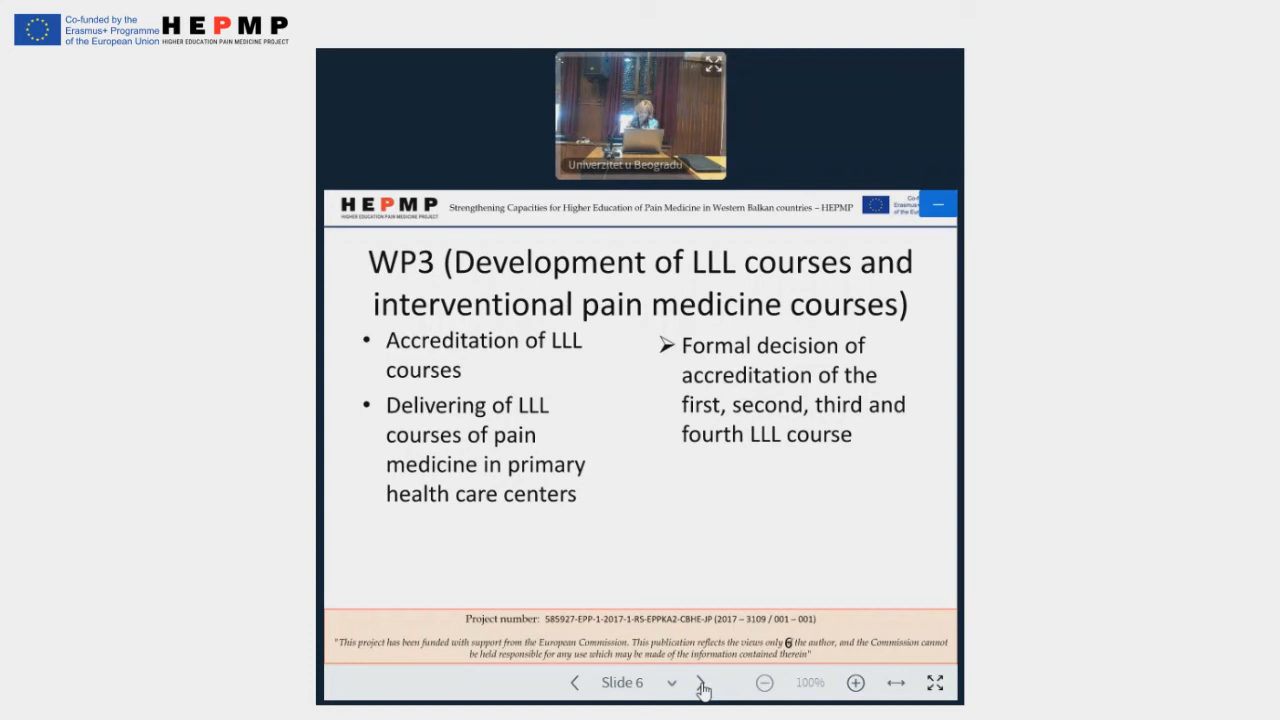 Co-funded by the
Erasmus+ Programme
of the European Union
HEPMP
HIGHER EDUCATION PAIN MEDICINE PROJECT
Univerzitet u Beogradu
HEPMP
HIGHER EDUCATION PAIN MEDICINE PROJECT
Strengthening Capacities for Higher Education of Pain Medicine in Western Balkan countries – HEPMP
Co-f
Erasmus+
of the Eu
WP3 (Development of LLL courses and
interventional pain medicine courses)
• Accreditation of LLL
courses
• Delivering of LLL
courses of pain
medicine in primary
health care centers
➢ Formal decision of
accreditation of the
first, second, third and
fourth LLL course
Project number: 585927-EPP-1-2017-1-RS-EPPKA2-CBHE-JP (2017 – 3109 / 001 – 001)
"This project has been funded with support from the European Commission. This publication reflects the views only 6 the author, and the Commission cannot
be held responsible for any use which may be made of the information contained therein"
Slide 6
100%